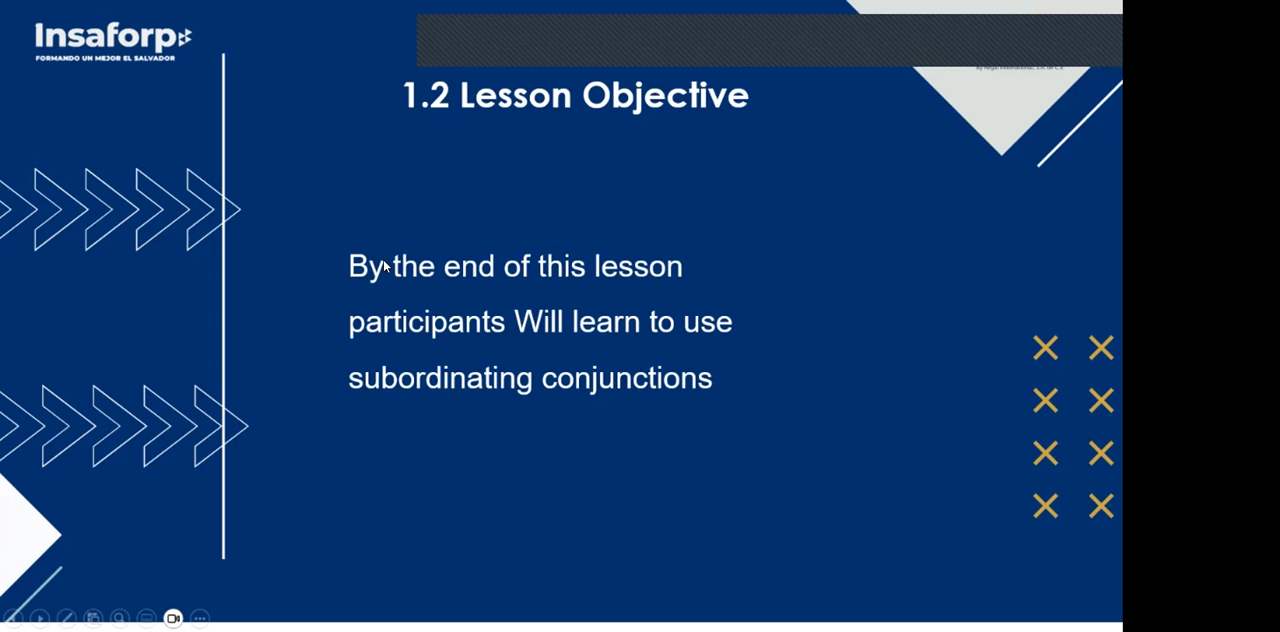 Insaforp
FORMANDO UN MEJOR EL SALVADOR
1.2 Lesson Objective
By the end of this lesson
participants Will learn to use
subordinating conjunctions